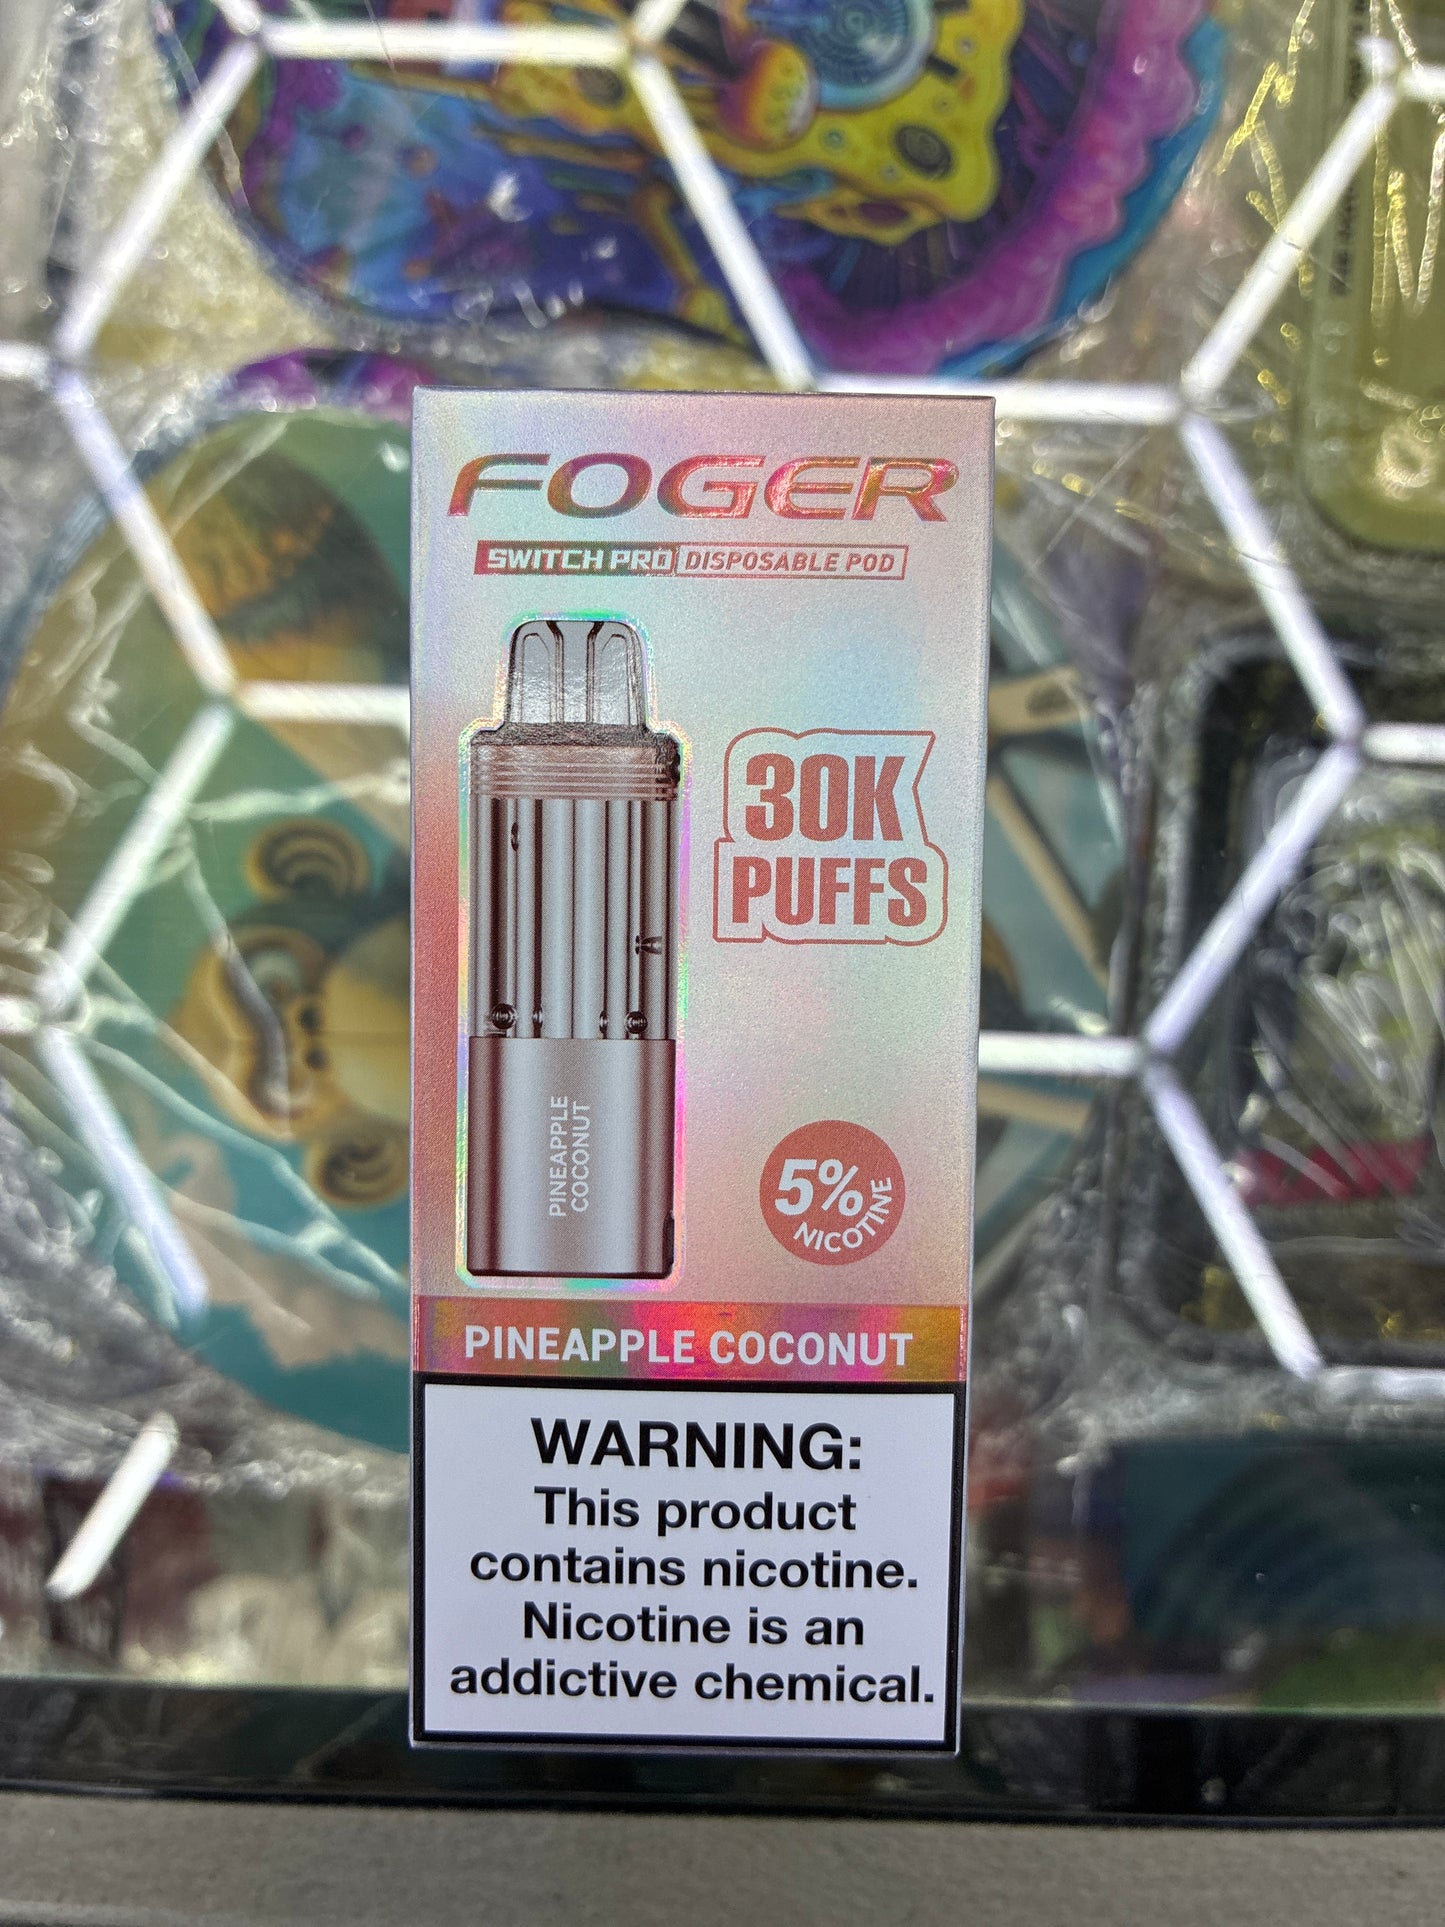 FOGER
SWITCH PRO DISPOSABLE POD
30K
PUFFS
PINEAPPLE
COCONUT
5%
NICOTINE
PINEAPPLE COCONUT
WARNING:
This product
contains nicotine.
Nicotine is an
addictive chemical.